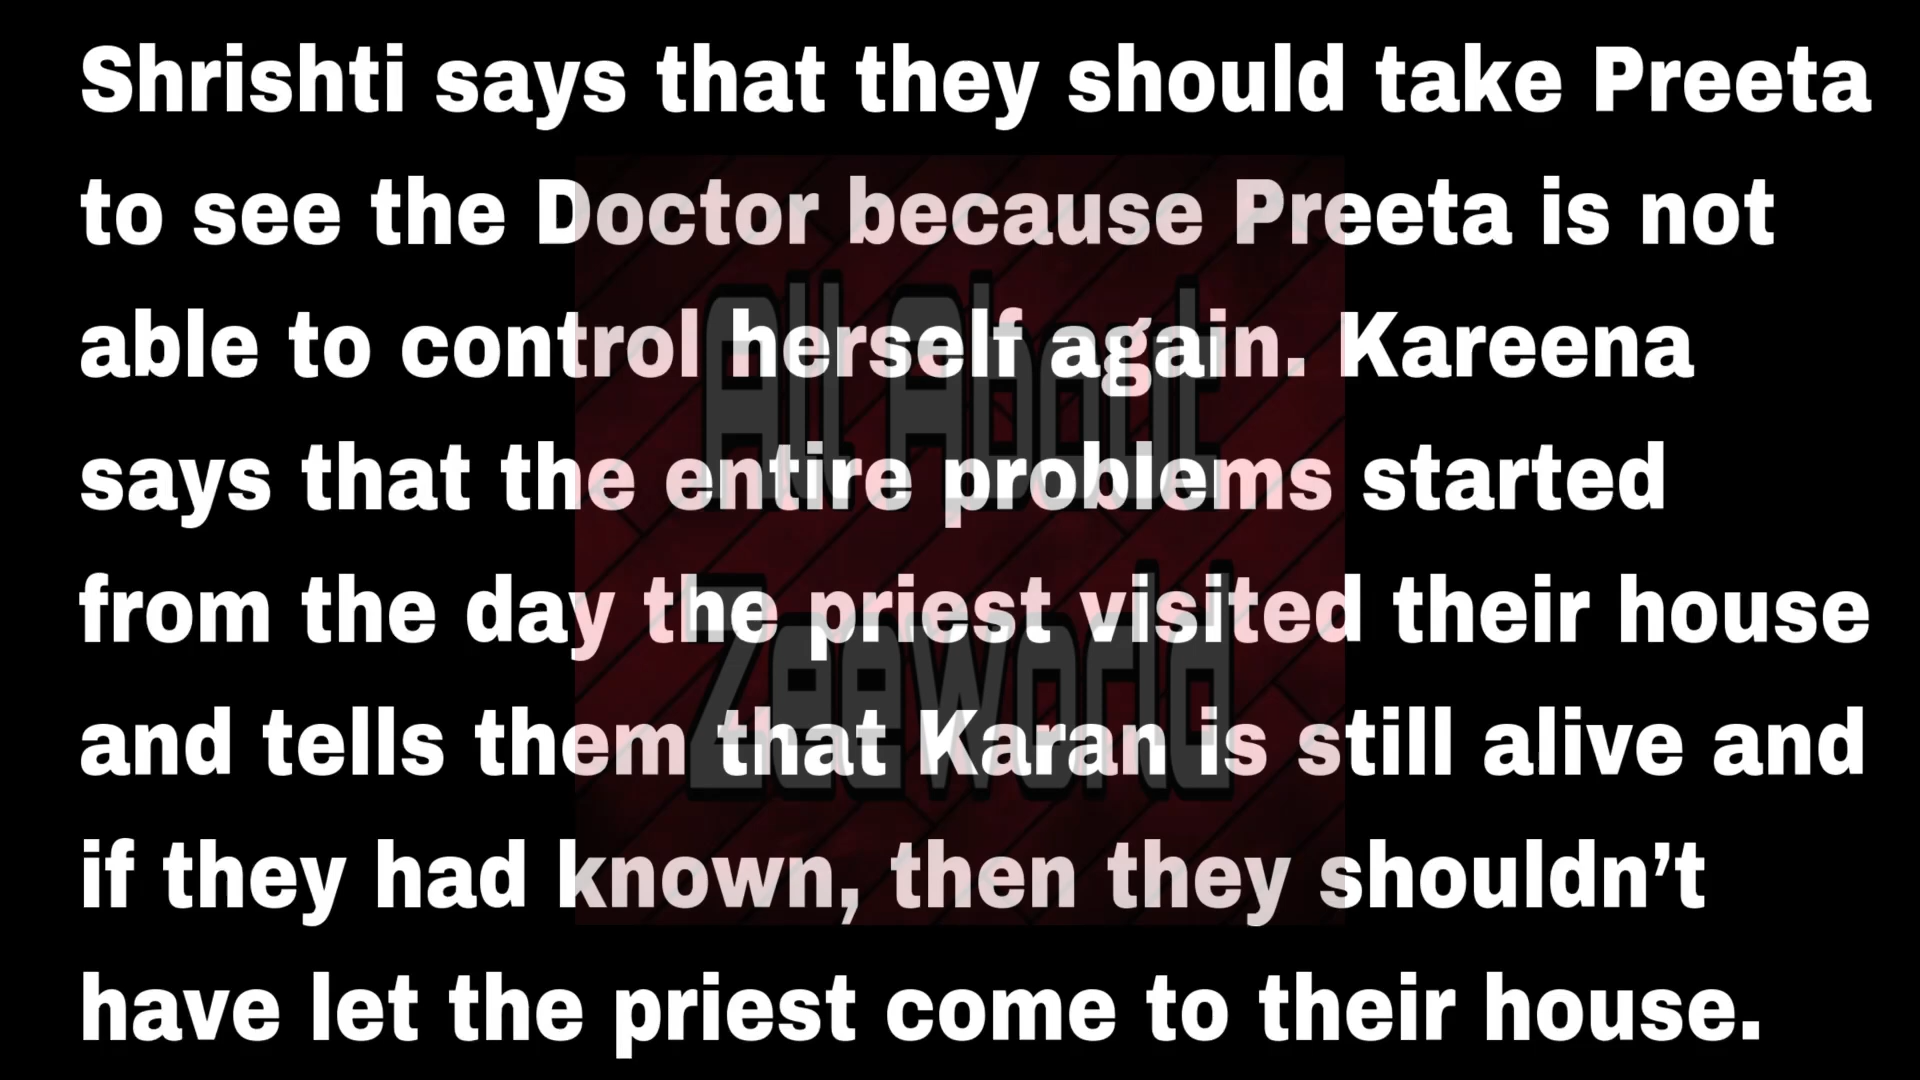 Shrishti says that they should take Preeta
to see the Doctor because Preeta is not
able to control herself again. Kareena
says that the entire problems started
from the day the priest visited their house
and tells them that Karan is still alive and
if they had known, then they shouldn’t
have let the priest come to their house.
All About
Zeeworld